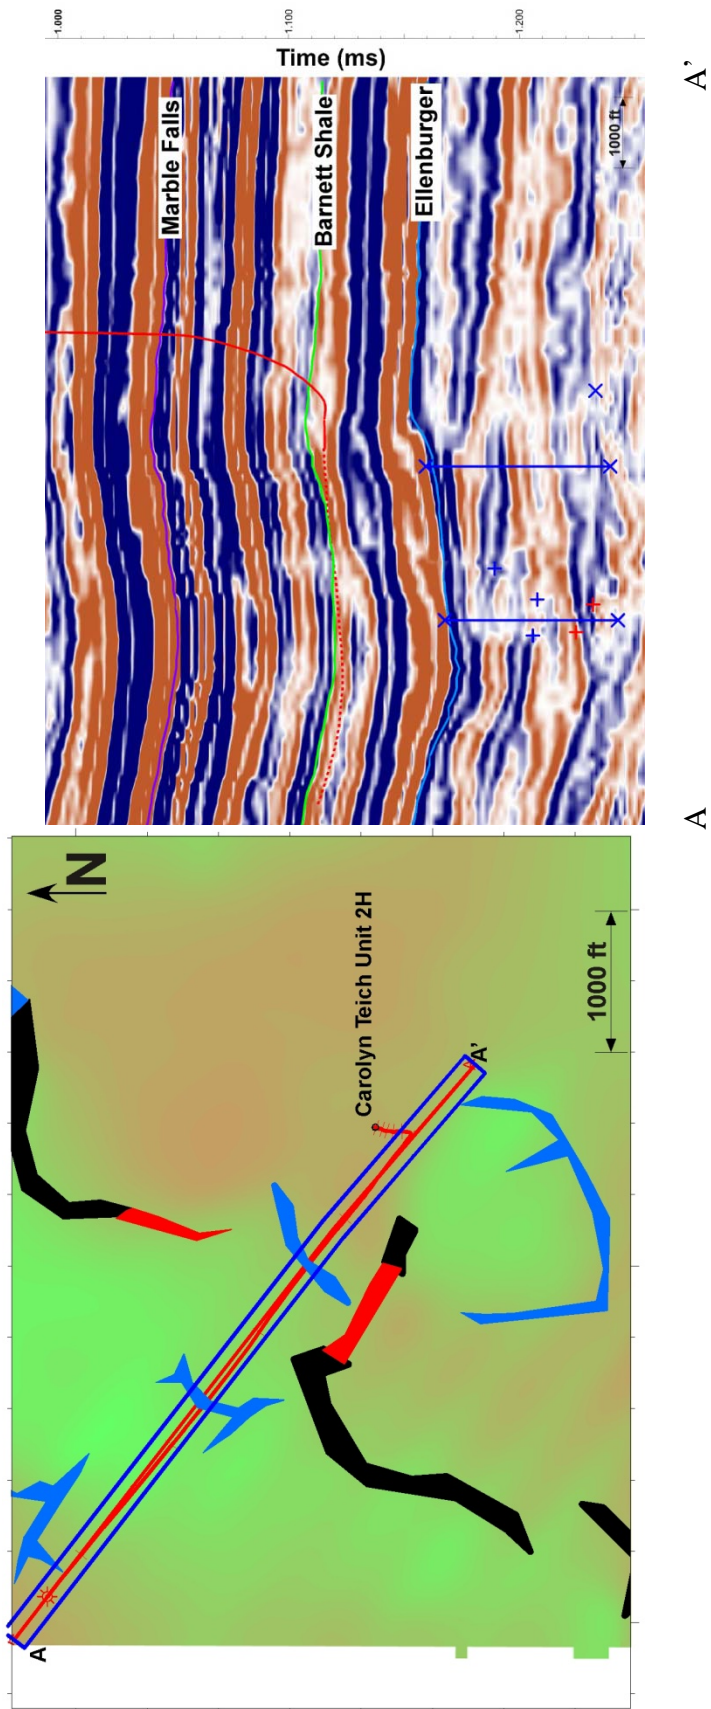 1.000
1.100
1.200
Time (ms)
Marble Falls
Barnett Shale
Ellenburger
1000 ft
A
A'
N
Carolyn Teich Unit 2H
A'
1000 ft
A